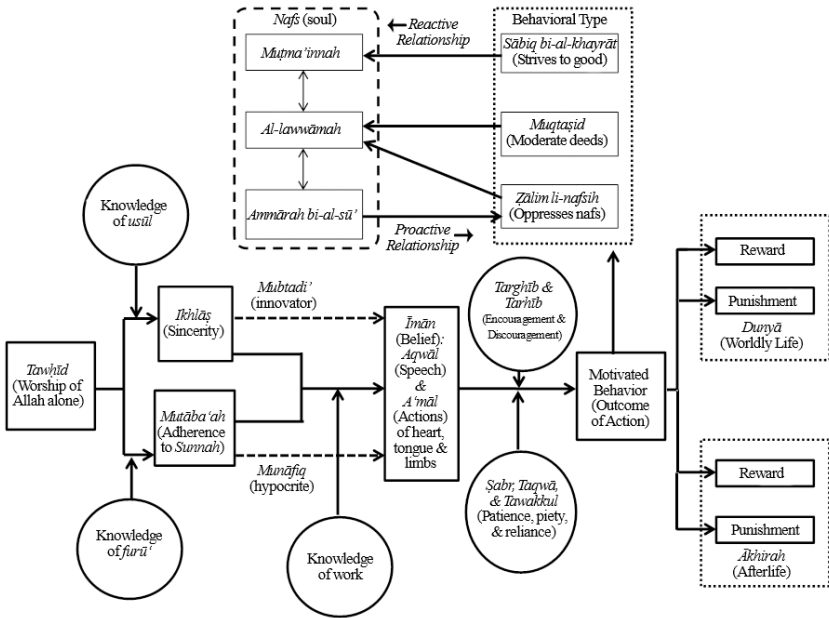 Nafs (soul)
Muṭma’innah
Al-lawwāmah
Ammārah bi-al-sū’
Reactive
Relationship
Proactive
Relationship
Behavioral Type
Sābiq bi-al-khayrāt
(Strives to good)
Muqtaṣid
(Moderate deeds)
Ẓālim li-nafsih
(Oppresses nafs)
Knowledge
of usūl
Tawḥīd
(Worship of
Allah alone)
Ikhlāṣ
(Sincerity)
Mutāba‘ah
(Adherence
to Sunnah)
Knowledge
of furū‘
Mubtadi’
(innovator)
Munāfiq
(hypocrite)
Knowledge
of work
Īmān
(Belief):
Aqwāl
(Speech)
&
A‘māl
(Actions)
of heart,
tongue &
limbs
Targhīb &
Tarhīb
(Encouragement &
Discouragement)
Ṣabr, Taqwā,
& Tawakkul
(Patience, piety,
& reliance)
Motivated
Behavior
(Outcome
of Action)
Reward
Punishment
Dunyā
(Worldly Life)
Reward
Punishment
Ākhirah
(Afterlife)